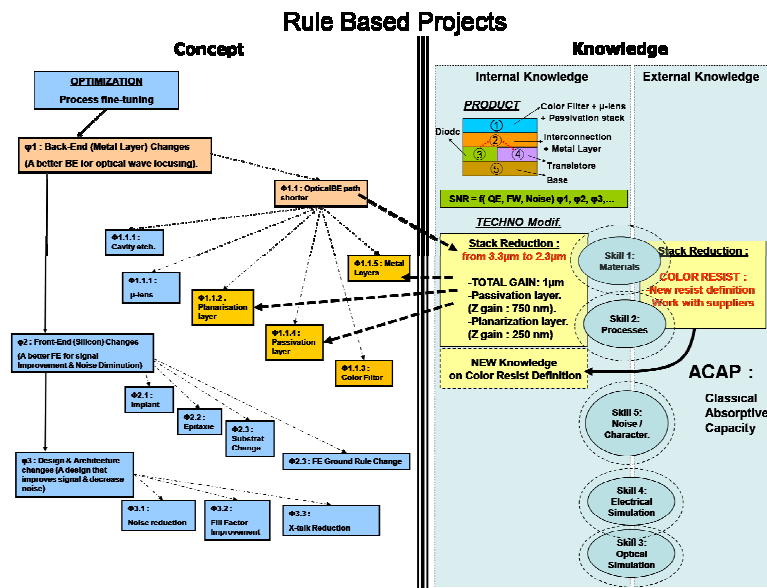 Rule Based Projects
Concept
Knowledge
OPTIMIZATION
Process fine-tuning
φ1 : Back-End (Metal Layer) Changes
(A better BE for optical wave focusing).
Φ1.1 : OpticalBE path
shorter
Φ1.1.1 :
Cavity etch.
Φ1.1.1 :
µ-lens
Φ1.1.2 .
Planarisation
layer
Φ1.1.4 :
Passivation
layer
Φ1.1.5 : Metal
Layers
Φ1.1.3 :
Color Filter
φ2 : Front-End (Silicon) Changes
(A better FE for signal
Improvement & Noise Diminution)
Φ2.1 :
Implant
Φ2.2 :
Epitaxie
Φ2.3 :
Substrat
Change
Φ2.3 : FE Ground Rule Change
φ3 : Design & Architecture
changes (A design that
improves signal & decrease
noise)
Φ3.1 :
Noise reduction
Φ3.2 :
Fill Factor
Improvement
Φ3.3 :
X-talk Reduction
Internal Knowledge
External Knowledge
PRODUCT
Color Filter + µ-lens
+ Passivation stack
Diode
Interconnection
+ Metal Layer
Transistors
Base
1
2
3
4
5
SNR = f( QE, FW, Noise) φ1, φ2, φ3,...
TECHNO Modif.
Stack Reduction :
from 3.3µm to 2.3µm
-TOTAL GAIN: 1µm
-Passivation layer.
(Z gain : 750 nm).
-Planarization layer.
(Z gain : 250 nm)
NEW Knowledge
on Color Resist Definition
Skill 1:
Materials
Skill 2:
Processes
Stack Reduction :
COLOR RESIST :
-New resist definition
Work with suppliers
ACAP :
Classical
Absorptive
Capacity
Skill 5:
Noise /
Character.
Skill 4:
Electrical
Simulation
Skill 3:
Optical
Simulation